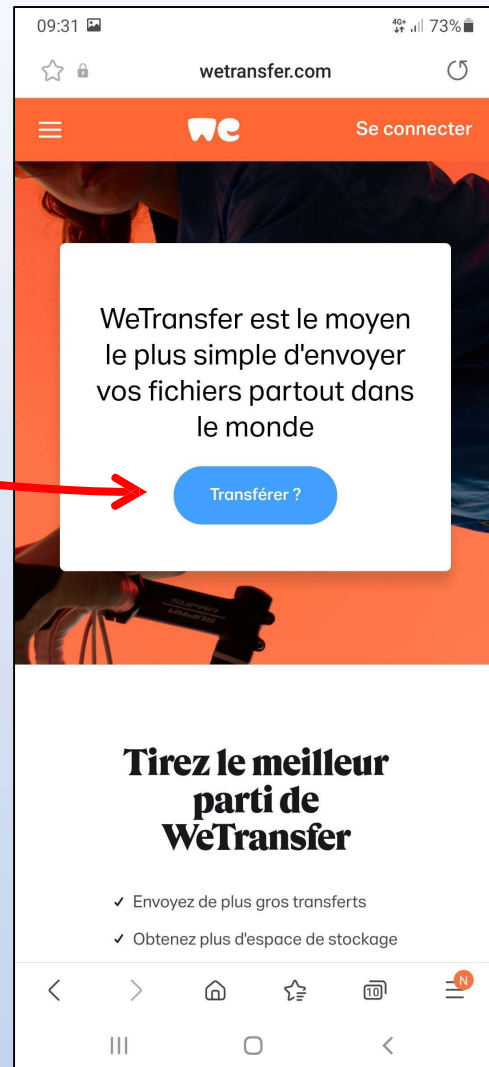 09:31 4G+ 73%
wetransfer.com
we Se connecter
WeTransfer est le moyen
le plus simple d'envoyer
vos fichiers partout dans
le monde
Transférer ?
SUPRA
Tirez le meilleur
parti de
WeTransfer
✓ Envoyez de plus gros transferts
✓ Obtenez plus d'espace de stockage
10 N